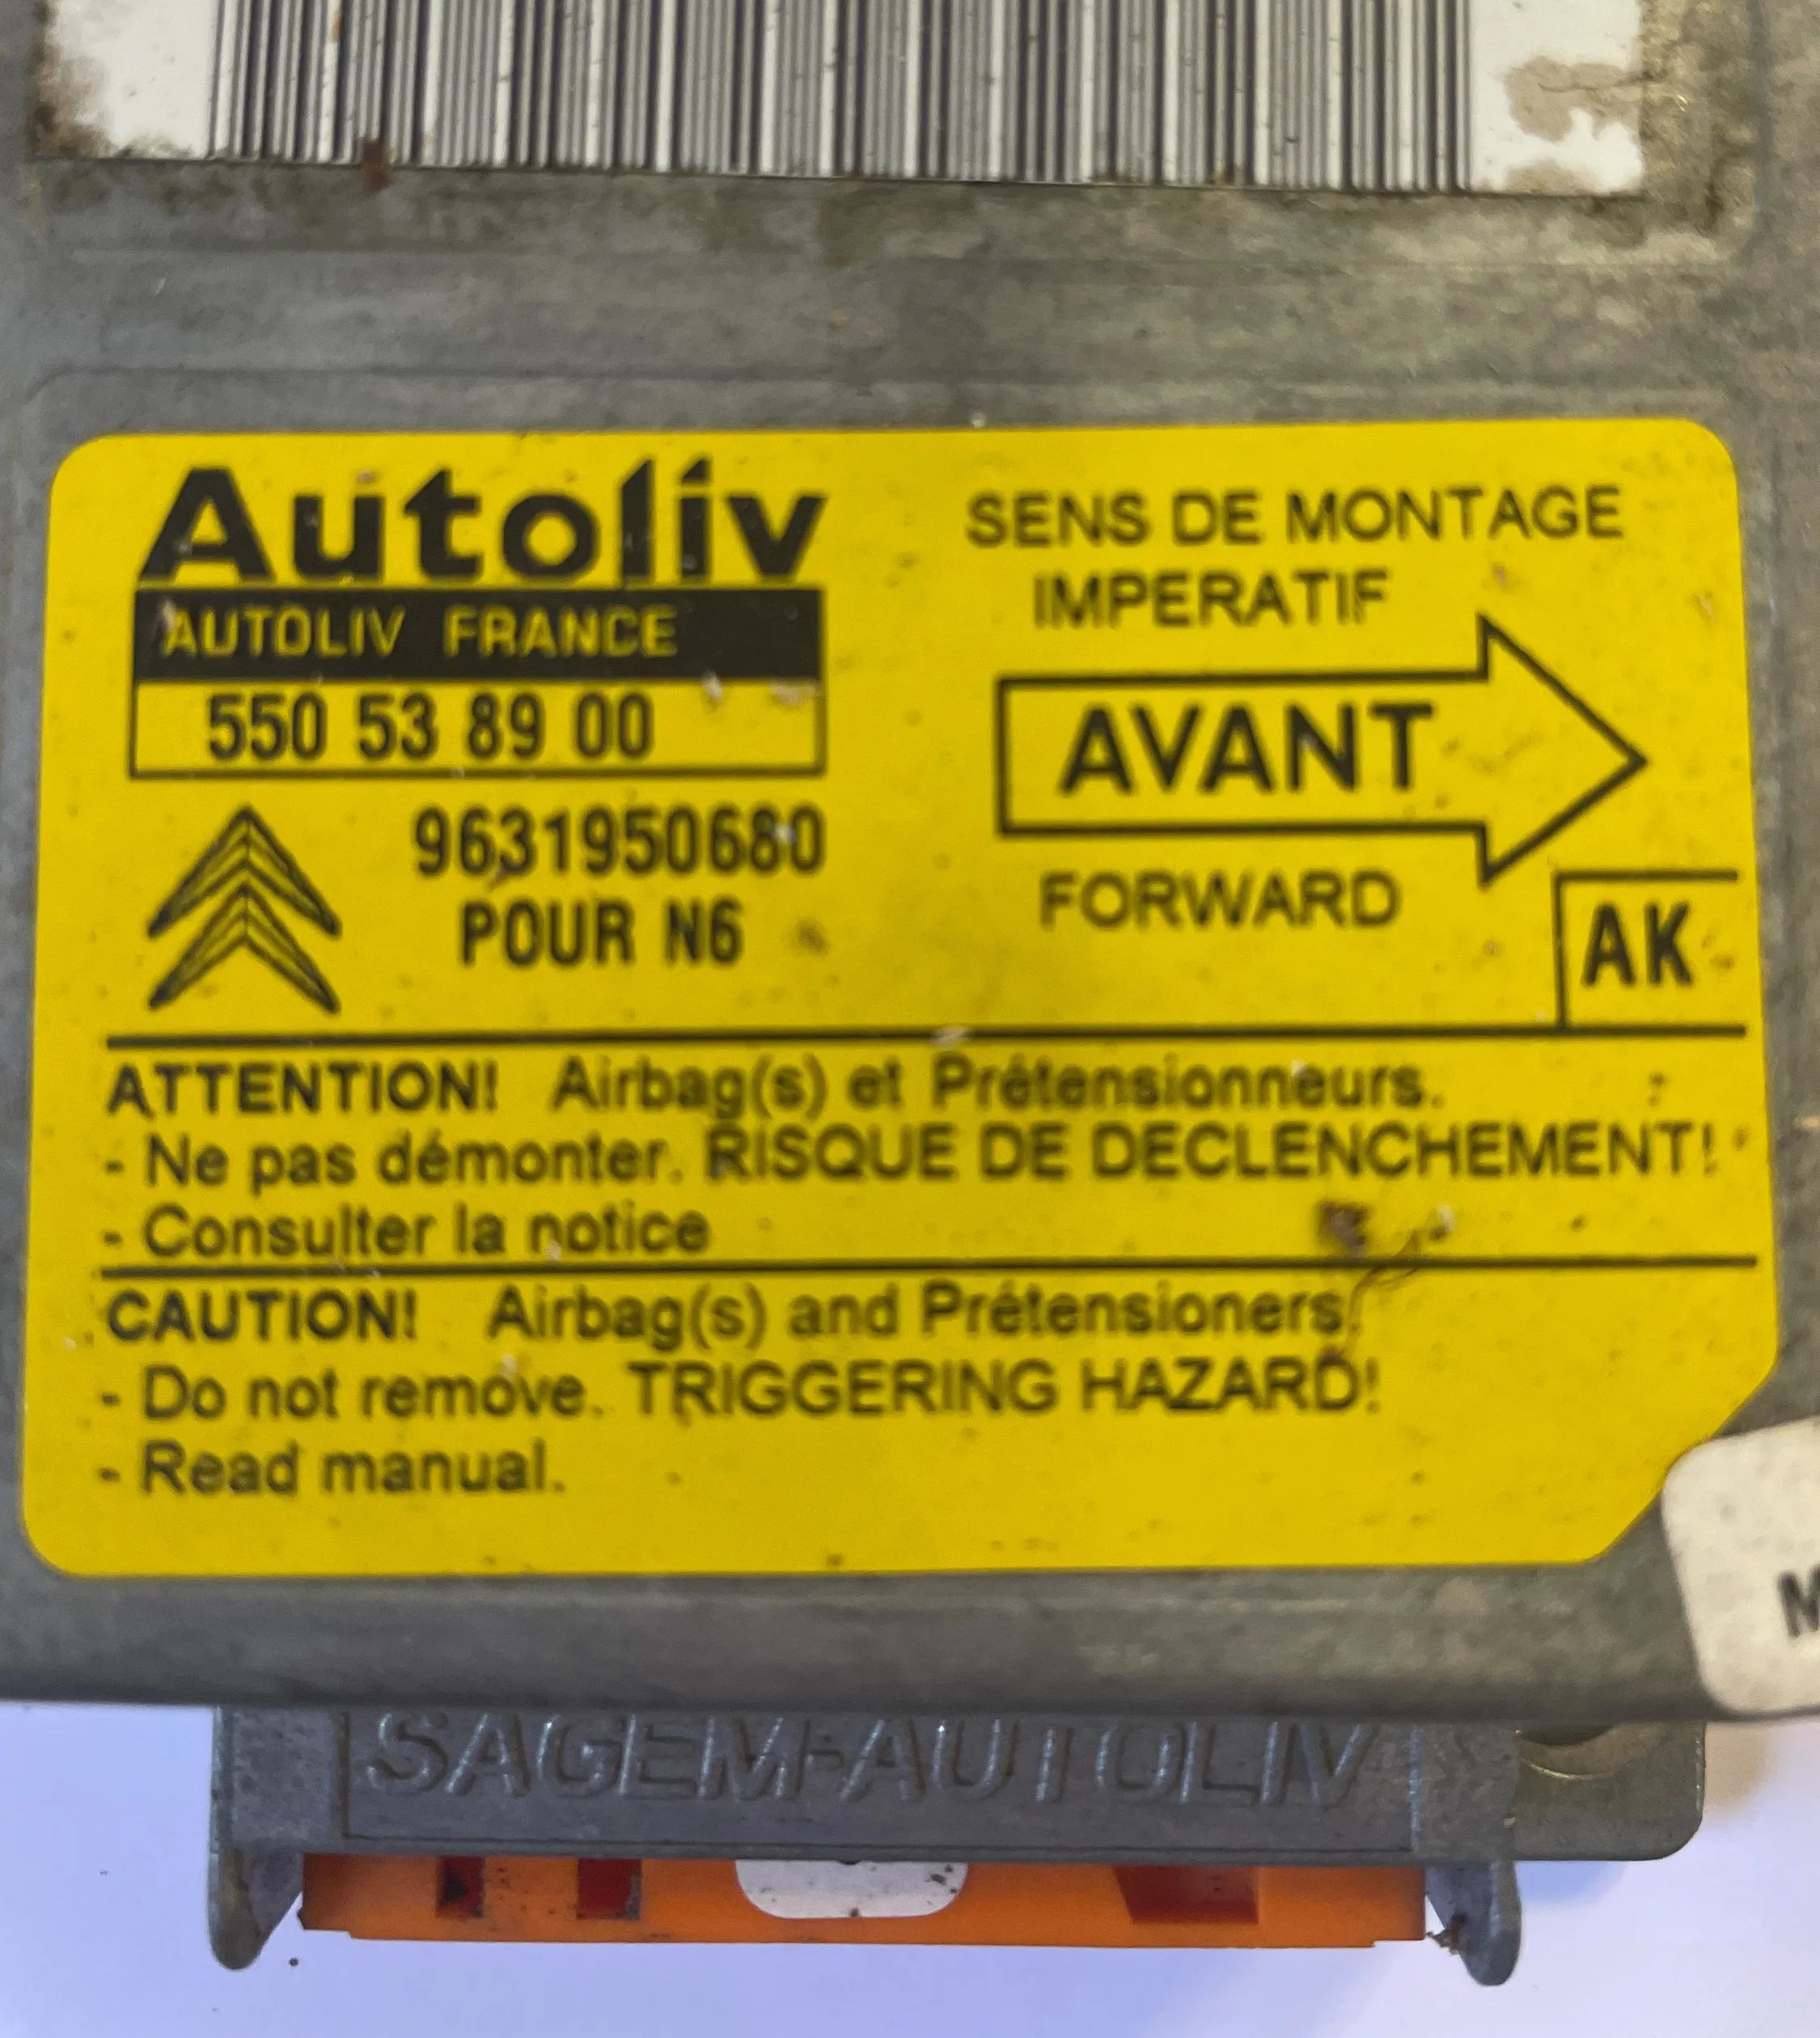 Autoliv
AUTOLIV FRANCE
550 53 89 00
9631950680
POUR N6
SENS DE MONTAGE
IMPERATIF
AVANT
FORWARD
AK
ATTENTION! Airbag(s) et Prétensionneurs.
- Ne pas démonter. RISQUE DE DECLENCHEMENT!
- Consulter la notice
CAUTION! Airbag(s) and Prétensioners.
- Do not remove. TRIGGERING HAZARD!
- Read manual.
SAGEM-AUTOLIV